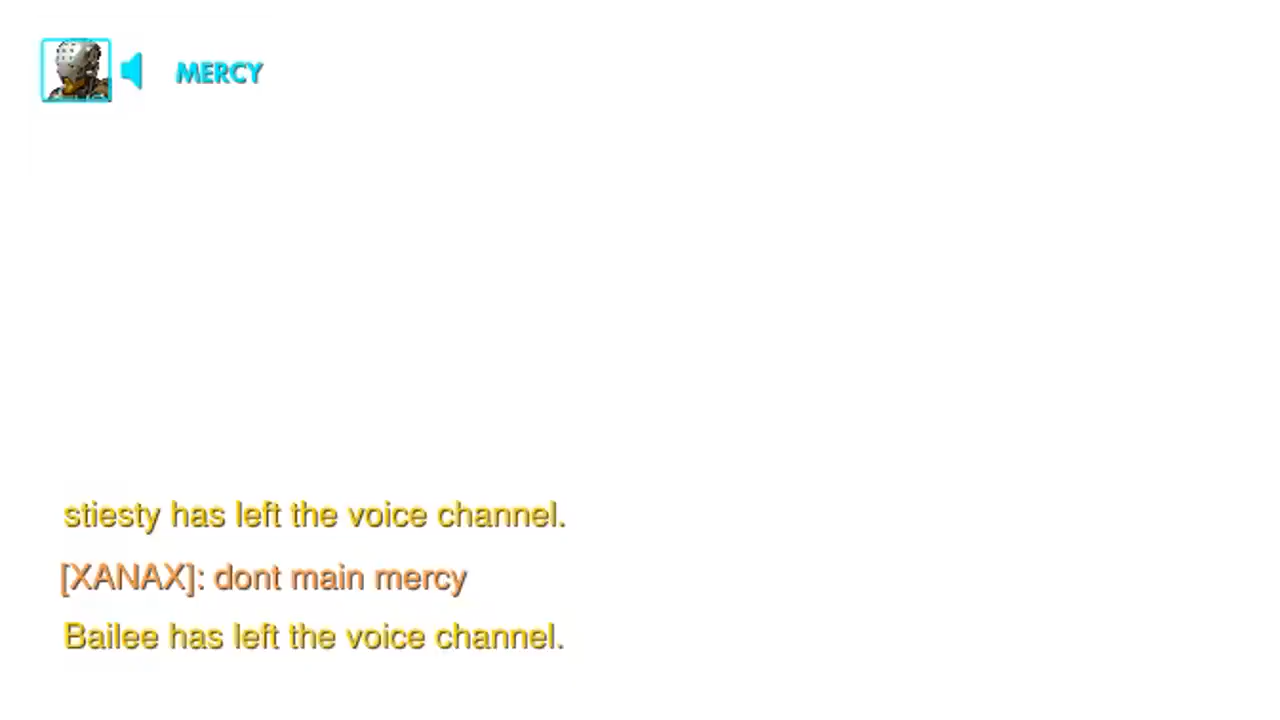 MERCY
stiesty has left the voice channel.
[XANAX]: dont main mercy
Bailee has left the voice channel.